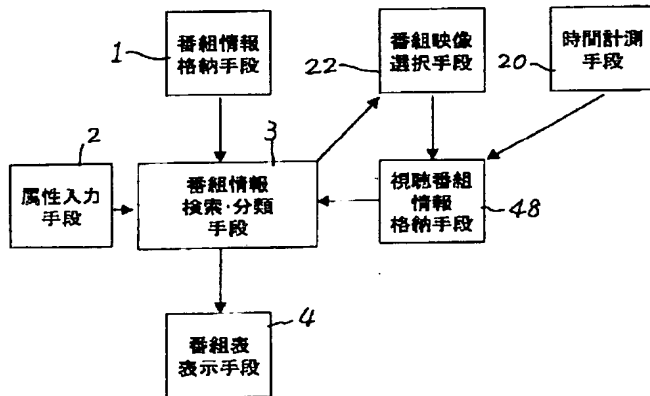 番組情報
格納手段
1
番組映像
選択手段
22
時間計測
手段
20
2
属性入力
手段
3
番組情報
検索・分類
手段
視聴番組
情報
格納手段
48
4
番組表
表示手段